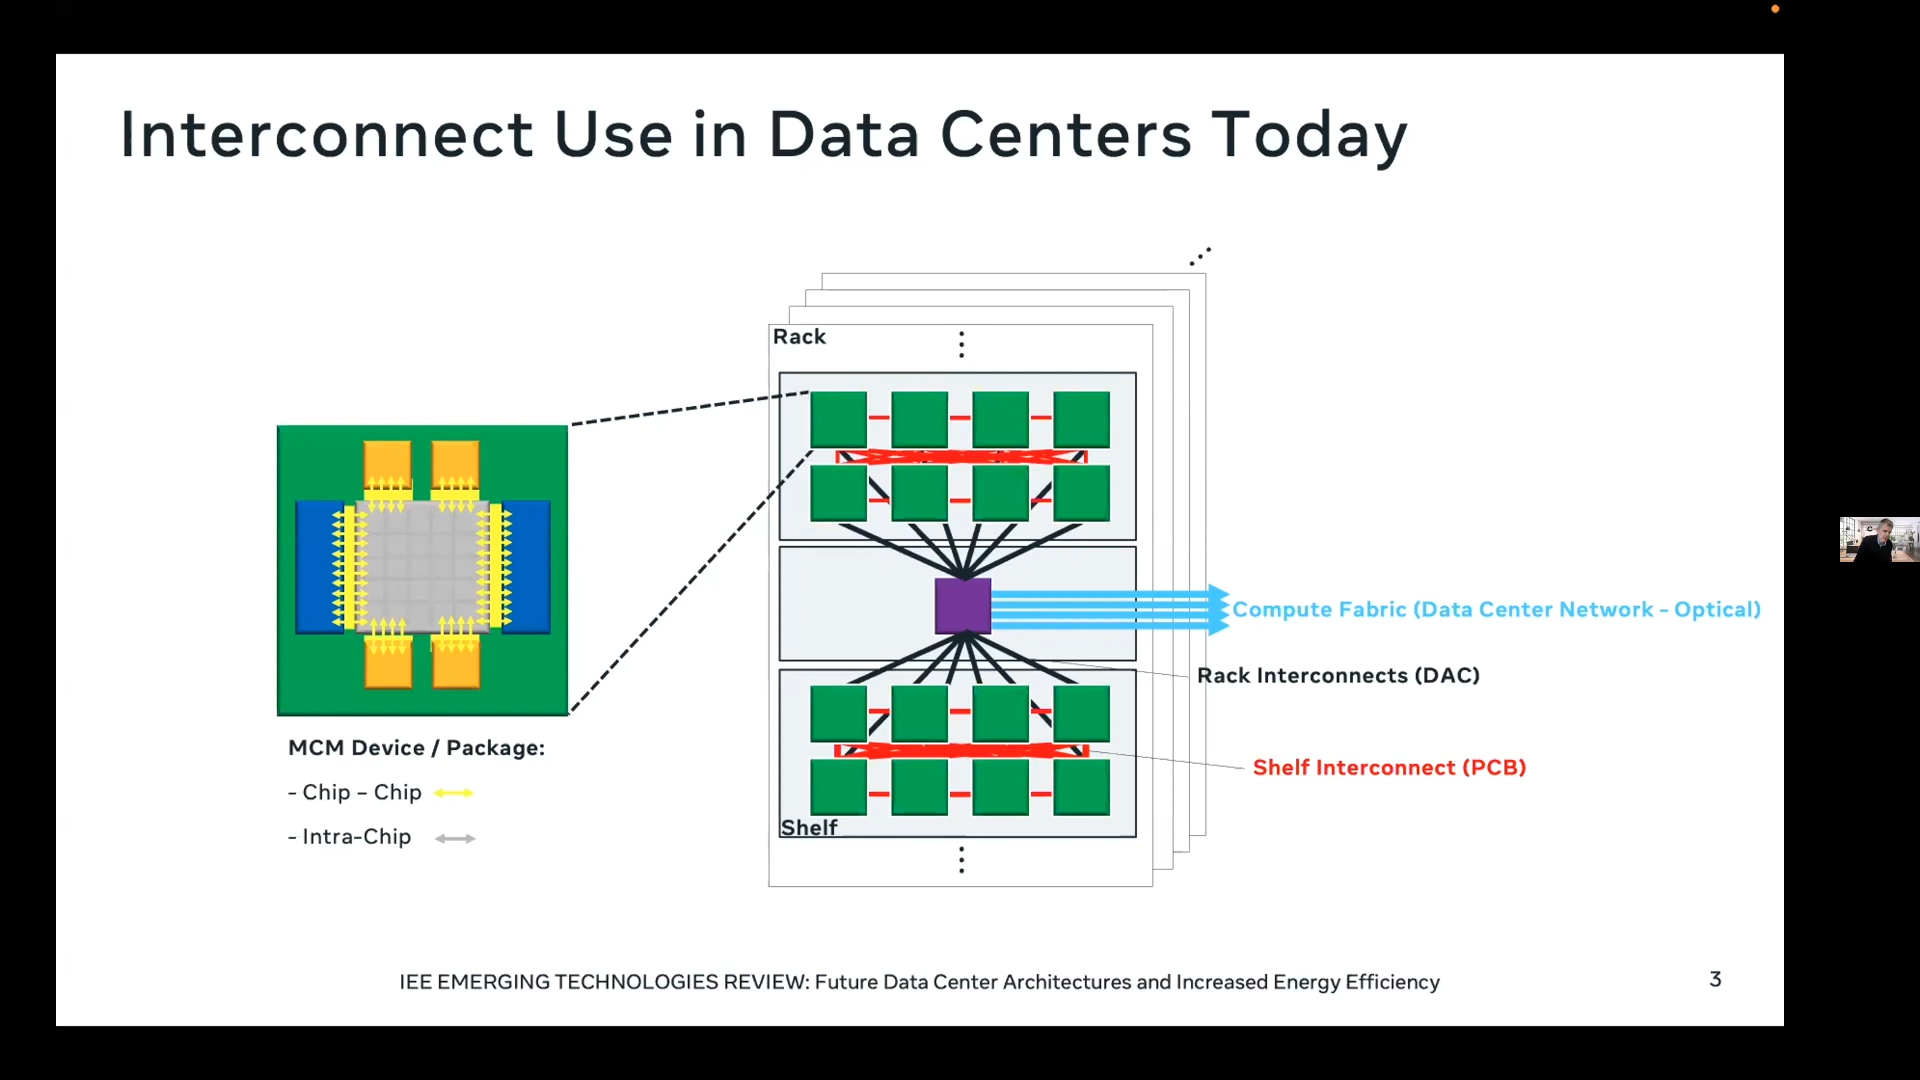 Interconnect Use in Data Centers Today
Rack
Compute Fabric (Data Center Network - Optical)
Rack Interconnects (DAC)
MCM Device / Package:
Shelf Interconnect (PCB)
- Chip – Chip
Shelf
- Intra-Chip
IEE EMERGING TECHNOLOGIES REVIEW: Future Data Center Architectures and Increased Energy Efficiency
3